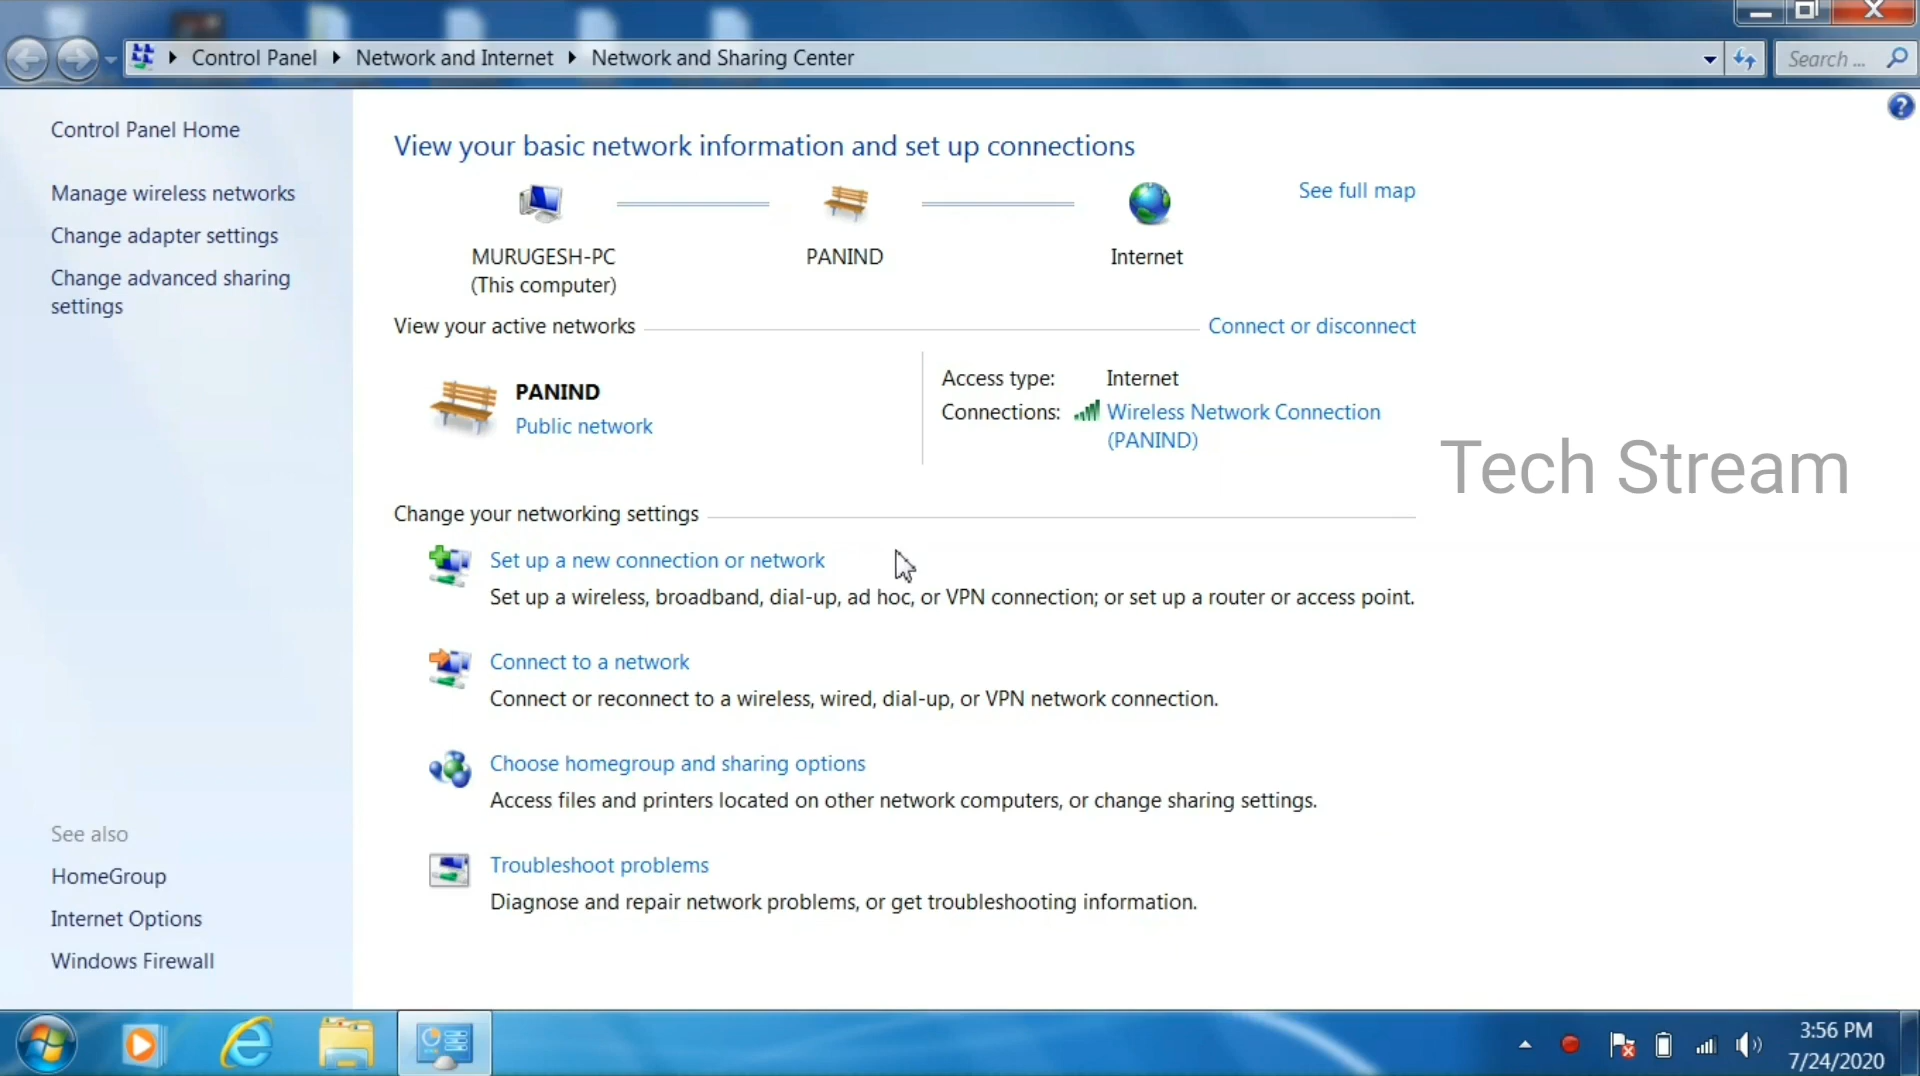 Control Panel Network and Internet Network and Sharing Center
Search ...
Control Panel Home
Manage wireless networks
Change adapter settings
Change advanced sharing
settings
View your basic network information and set up connections
See full map
MURUGESH-PC
(This computer)
PANIND
Internet
View your active networks
Connect or disconnect
PANIND
Public network
Access type: Internet
Connections: Wireless Network Connection
(PANIND)
Tech Stream
Change your networking settings
Set up a new connection or network
Set up a wireless, broadband, dial-up, ad hoc, or VPN connection; or set up a router or access point.
Connect to a network
Connect or reconnect to a wireless, wired, dial-up, or VPN network connection.
Choose homegroup and sharing options
Access files and printers located on other network computers, or change sharing settings.
Troubleshoot problems
Diagnose and repair network problems, or get troubleshooting information.
See also
HomeGroup
Internet Options
Windows Firewall
3:56 PM
7/24/2020